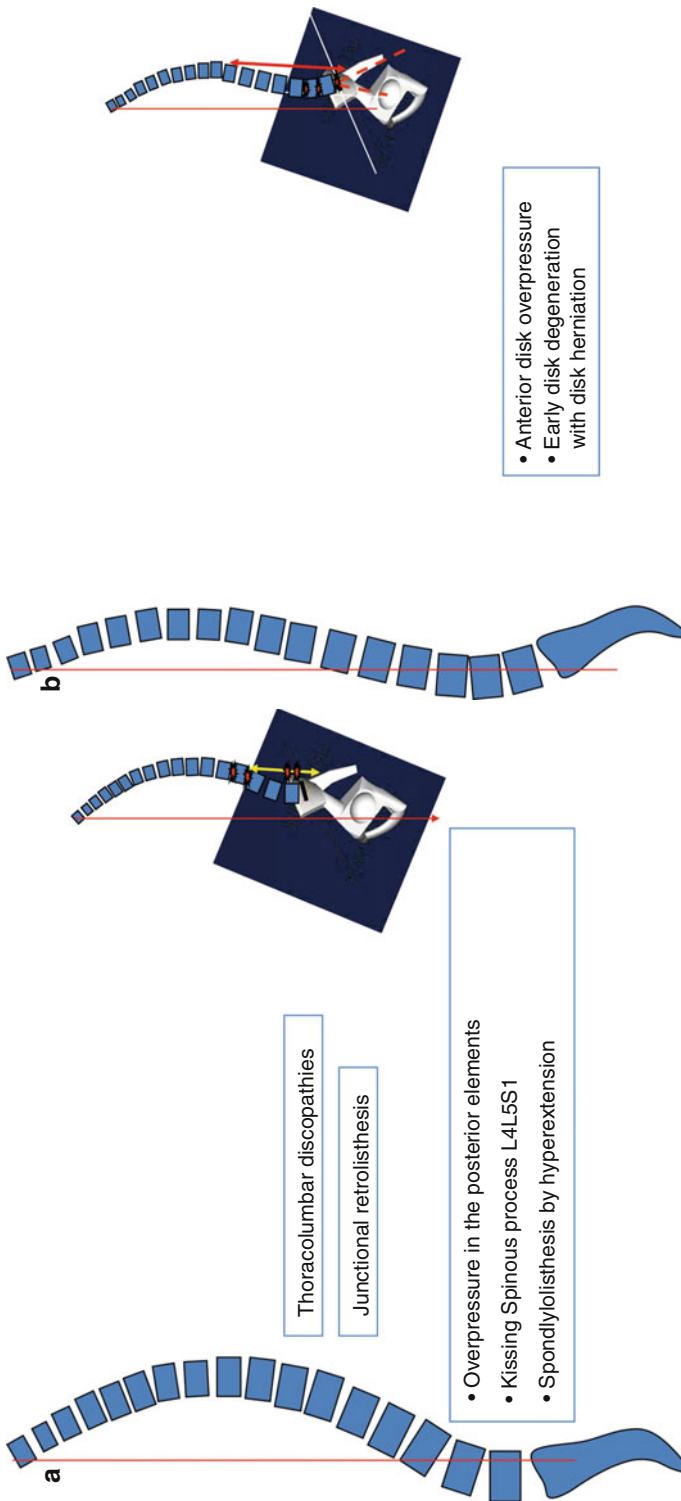 a
Thoracolumbar discopathies
Junctional retrolisthesis
• Overpressure in the posterior elements
• Kissing Spinous process L4L5S1
• Spondlylolisthesis by hyperextension
b
• Anterior disk overpressure
• Early disk degeneration
with disk herniation